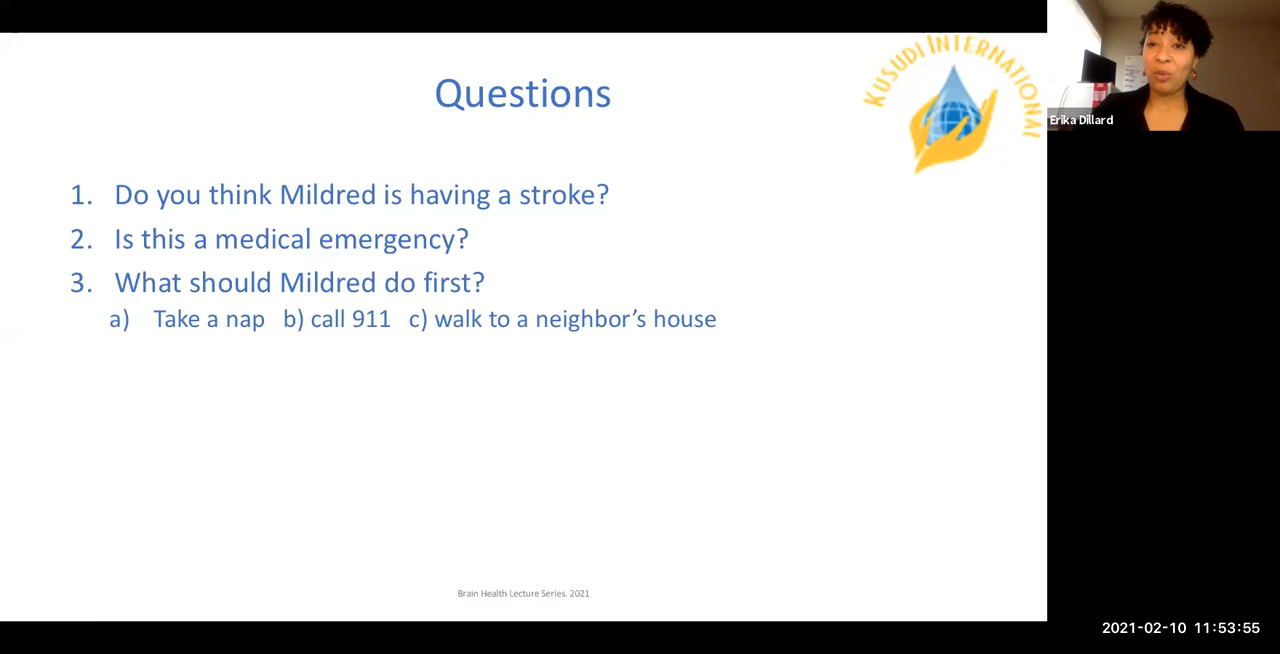 Questions
KUSUDI INTERNATIONAL
Erika Dillard
1. Do you think Mildred is having a stroke?
2. Is this a medical emergency?
3. What should Mildred do first?
a) Take a nap b) call 911 c) walk to a neighbor’s house
Brain Health Lecture Series. 2021
2021-02-10 11:53:55